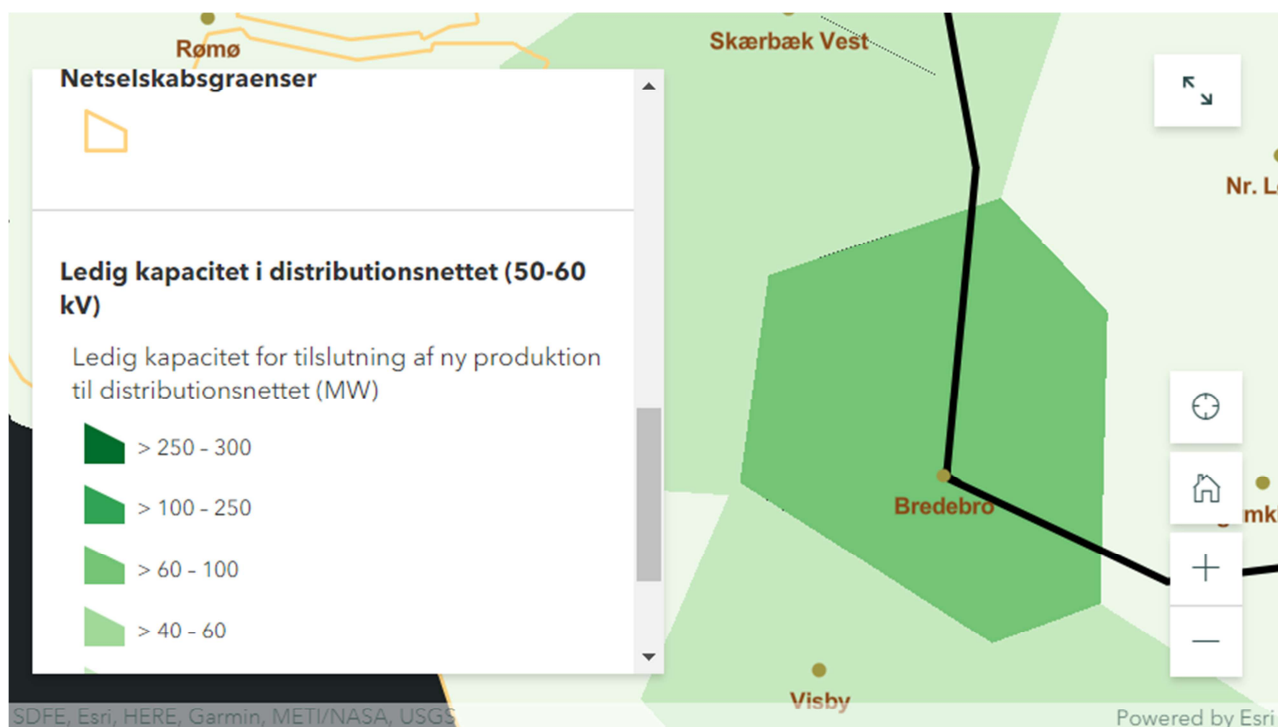 Rømø
Skærbæk Vest
Netselskabsgraenser
Nr. L
Ledig kapacitet i distributionsnettet (50-60
kV)
Ledig kapacitet for tilslutning af ny produktion
til distributionsnettet (MW)
> 250 – 300
> 100 – 250
> 60 – 100
> 40 – 60
Bredebro
Visby
SDFE, Esri, HERE, Garmin, METI/NASA, USGS
Powered by Esri